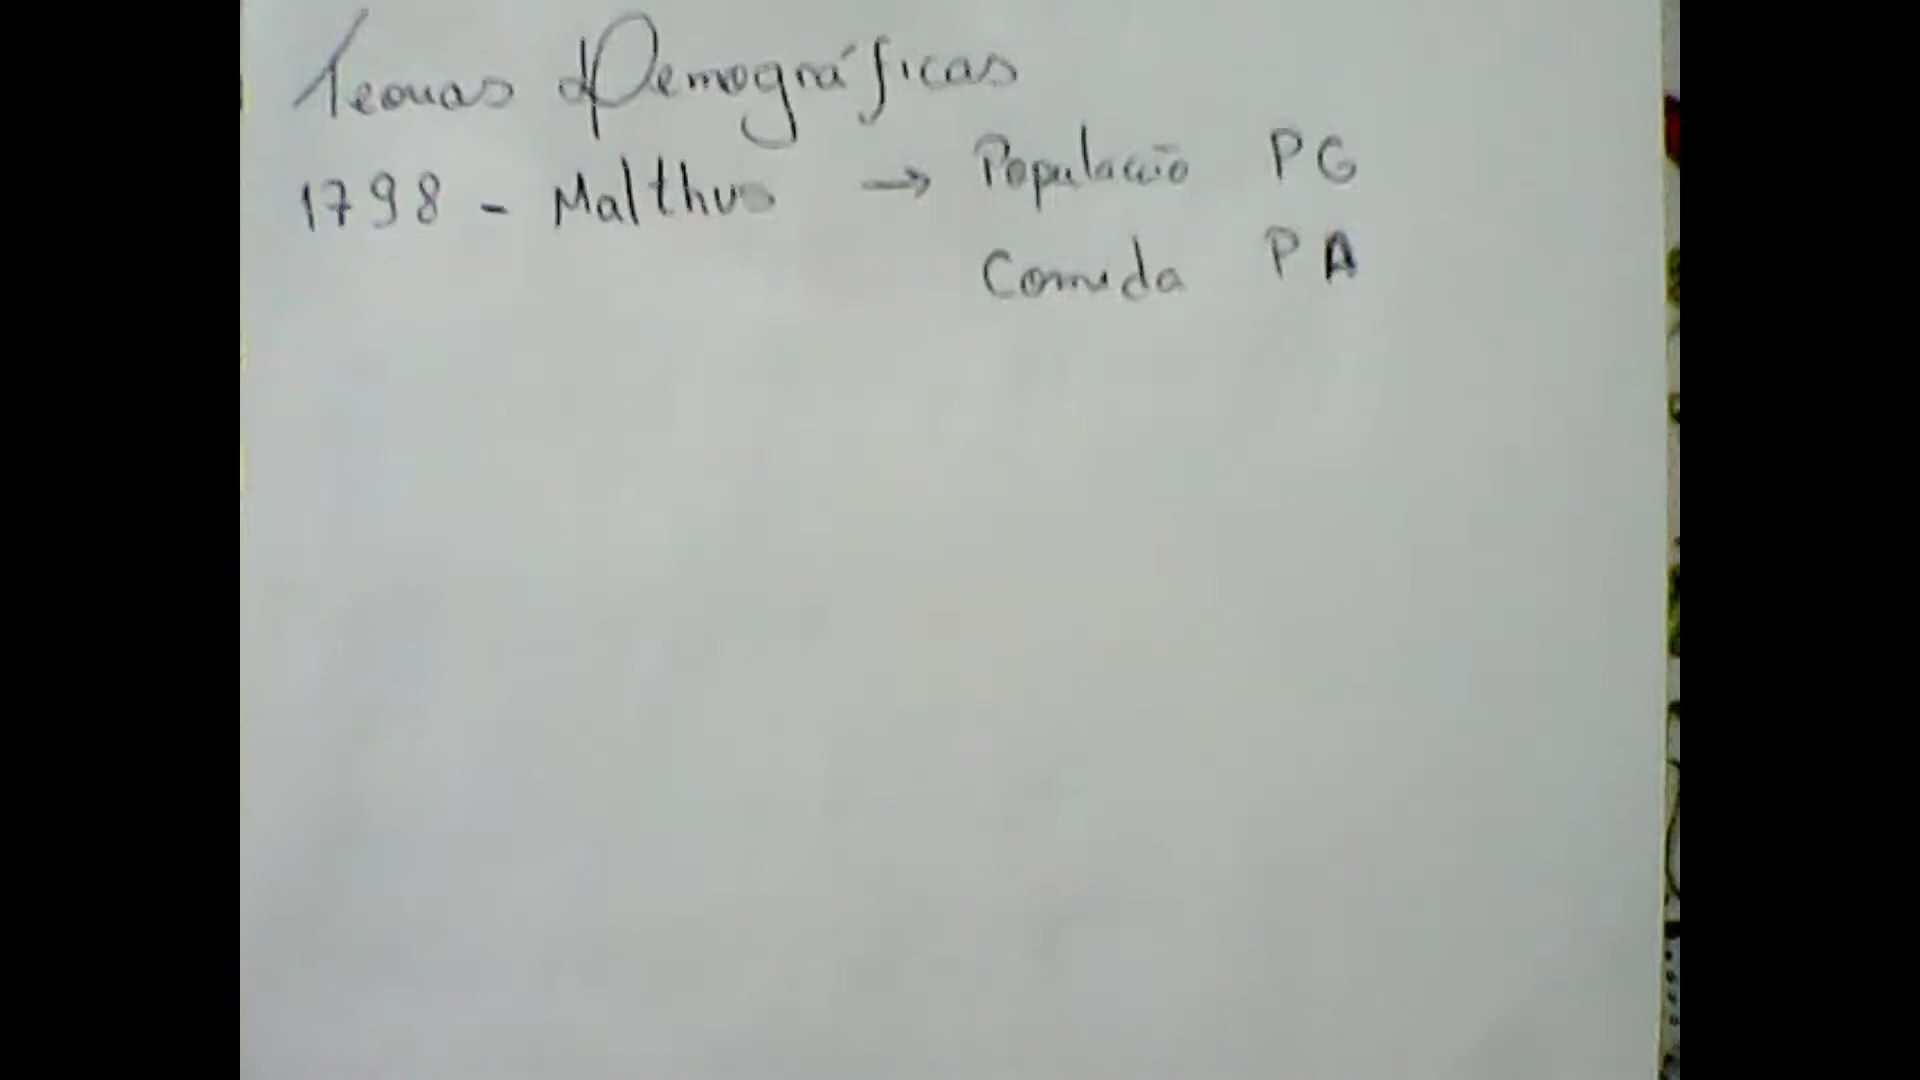 Teorias Demográficas
1798 - Malthus → População PG
Comida PA